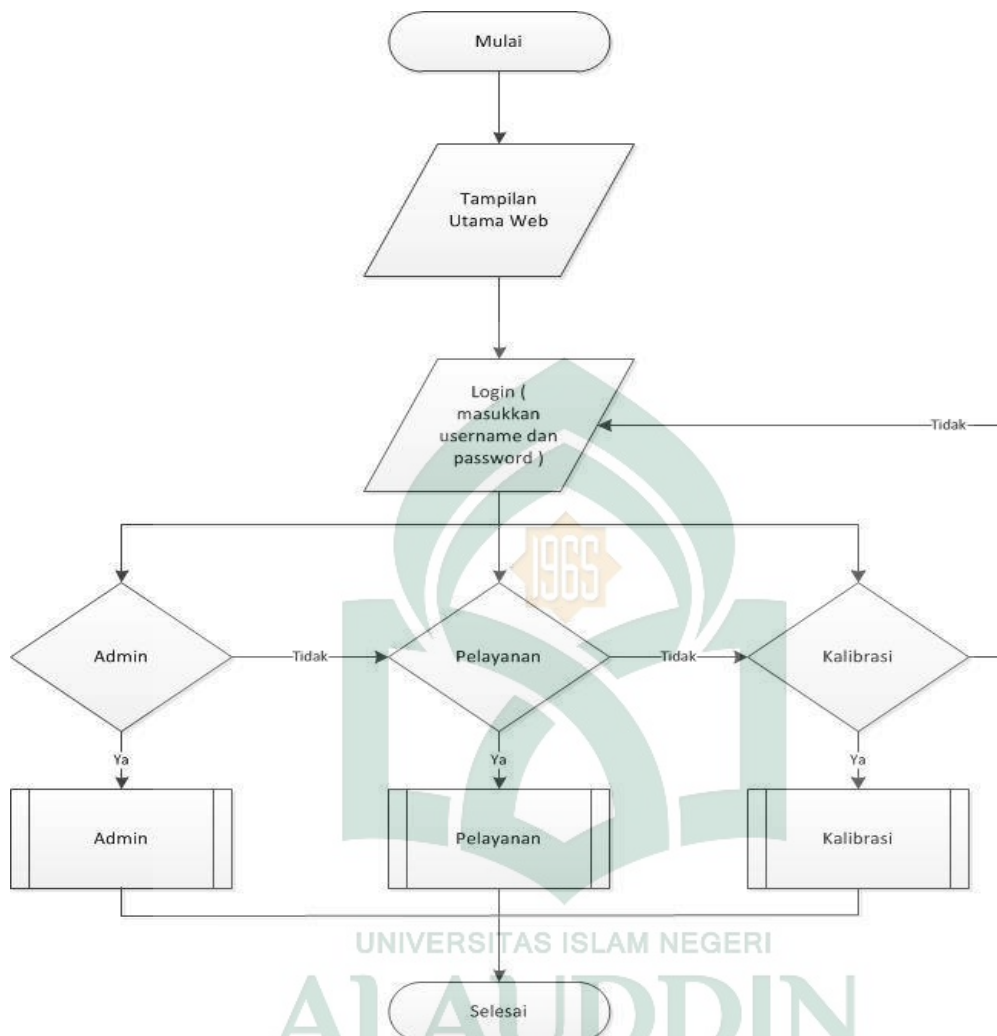 Mulai
Tampilan
Utama Web
Login (
masukkan
username dan
password )
Tidak
1965
Admin
Tidak
Pelayanan
Tidak
Kalibrasi
Ya
Ya
Ya
Admin
Pelayanan
Kalibrasi
UNIVERSITAS ISLAM NEGERI
ALAUDDIN
Selesai